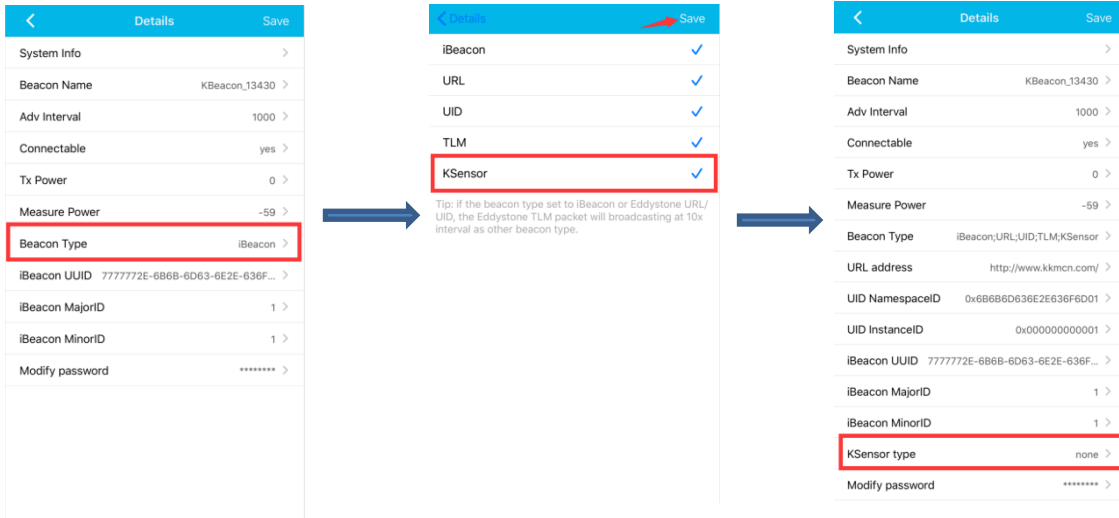 Details Save
System Info
Beacon Name KBeacon_13430
Adv Interval 1000
Connectable yes
Tx Power 0
Measure Power -59
Beacon Type iBeacon
iBeacon UUID 7777772E-6B6B-6D63-6E2E-636F...
iBeacon MajorID 1
iBeacon MinorID 1
Modify password ********
Details Save
iBeacon
URL
UID
TLM
KSensor
Tip: if the beacon type set to iBeacon or Eddystone URL/
UID, the Eddystone TLM packet will broadcasting at 10x
interval as other beacon type.
Details Save
System Info
Beacon Name KBeacon_13430
Adv Interval 1000
Connectable yes
Tx Power 0
Measure Power -59
Beacon Type iBeacon;URL;UID;TLM;KSensor
URL address http://www.kkmcn.com/
UID NamespaceID 0x6B6B6D636E2E636F6D01
UID InstanceID 0x000000000001
iBeacon UUID 7777772E-6B6B-6D63-6E2E-636F...
iBeacon MajorID 1
iBeacon MinorID 1
KSensor type none
Modify password ********